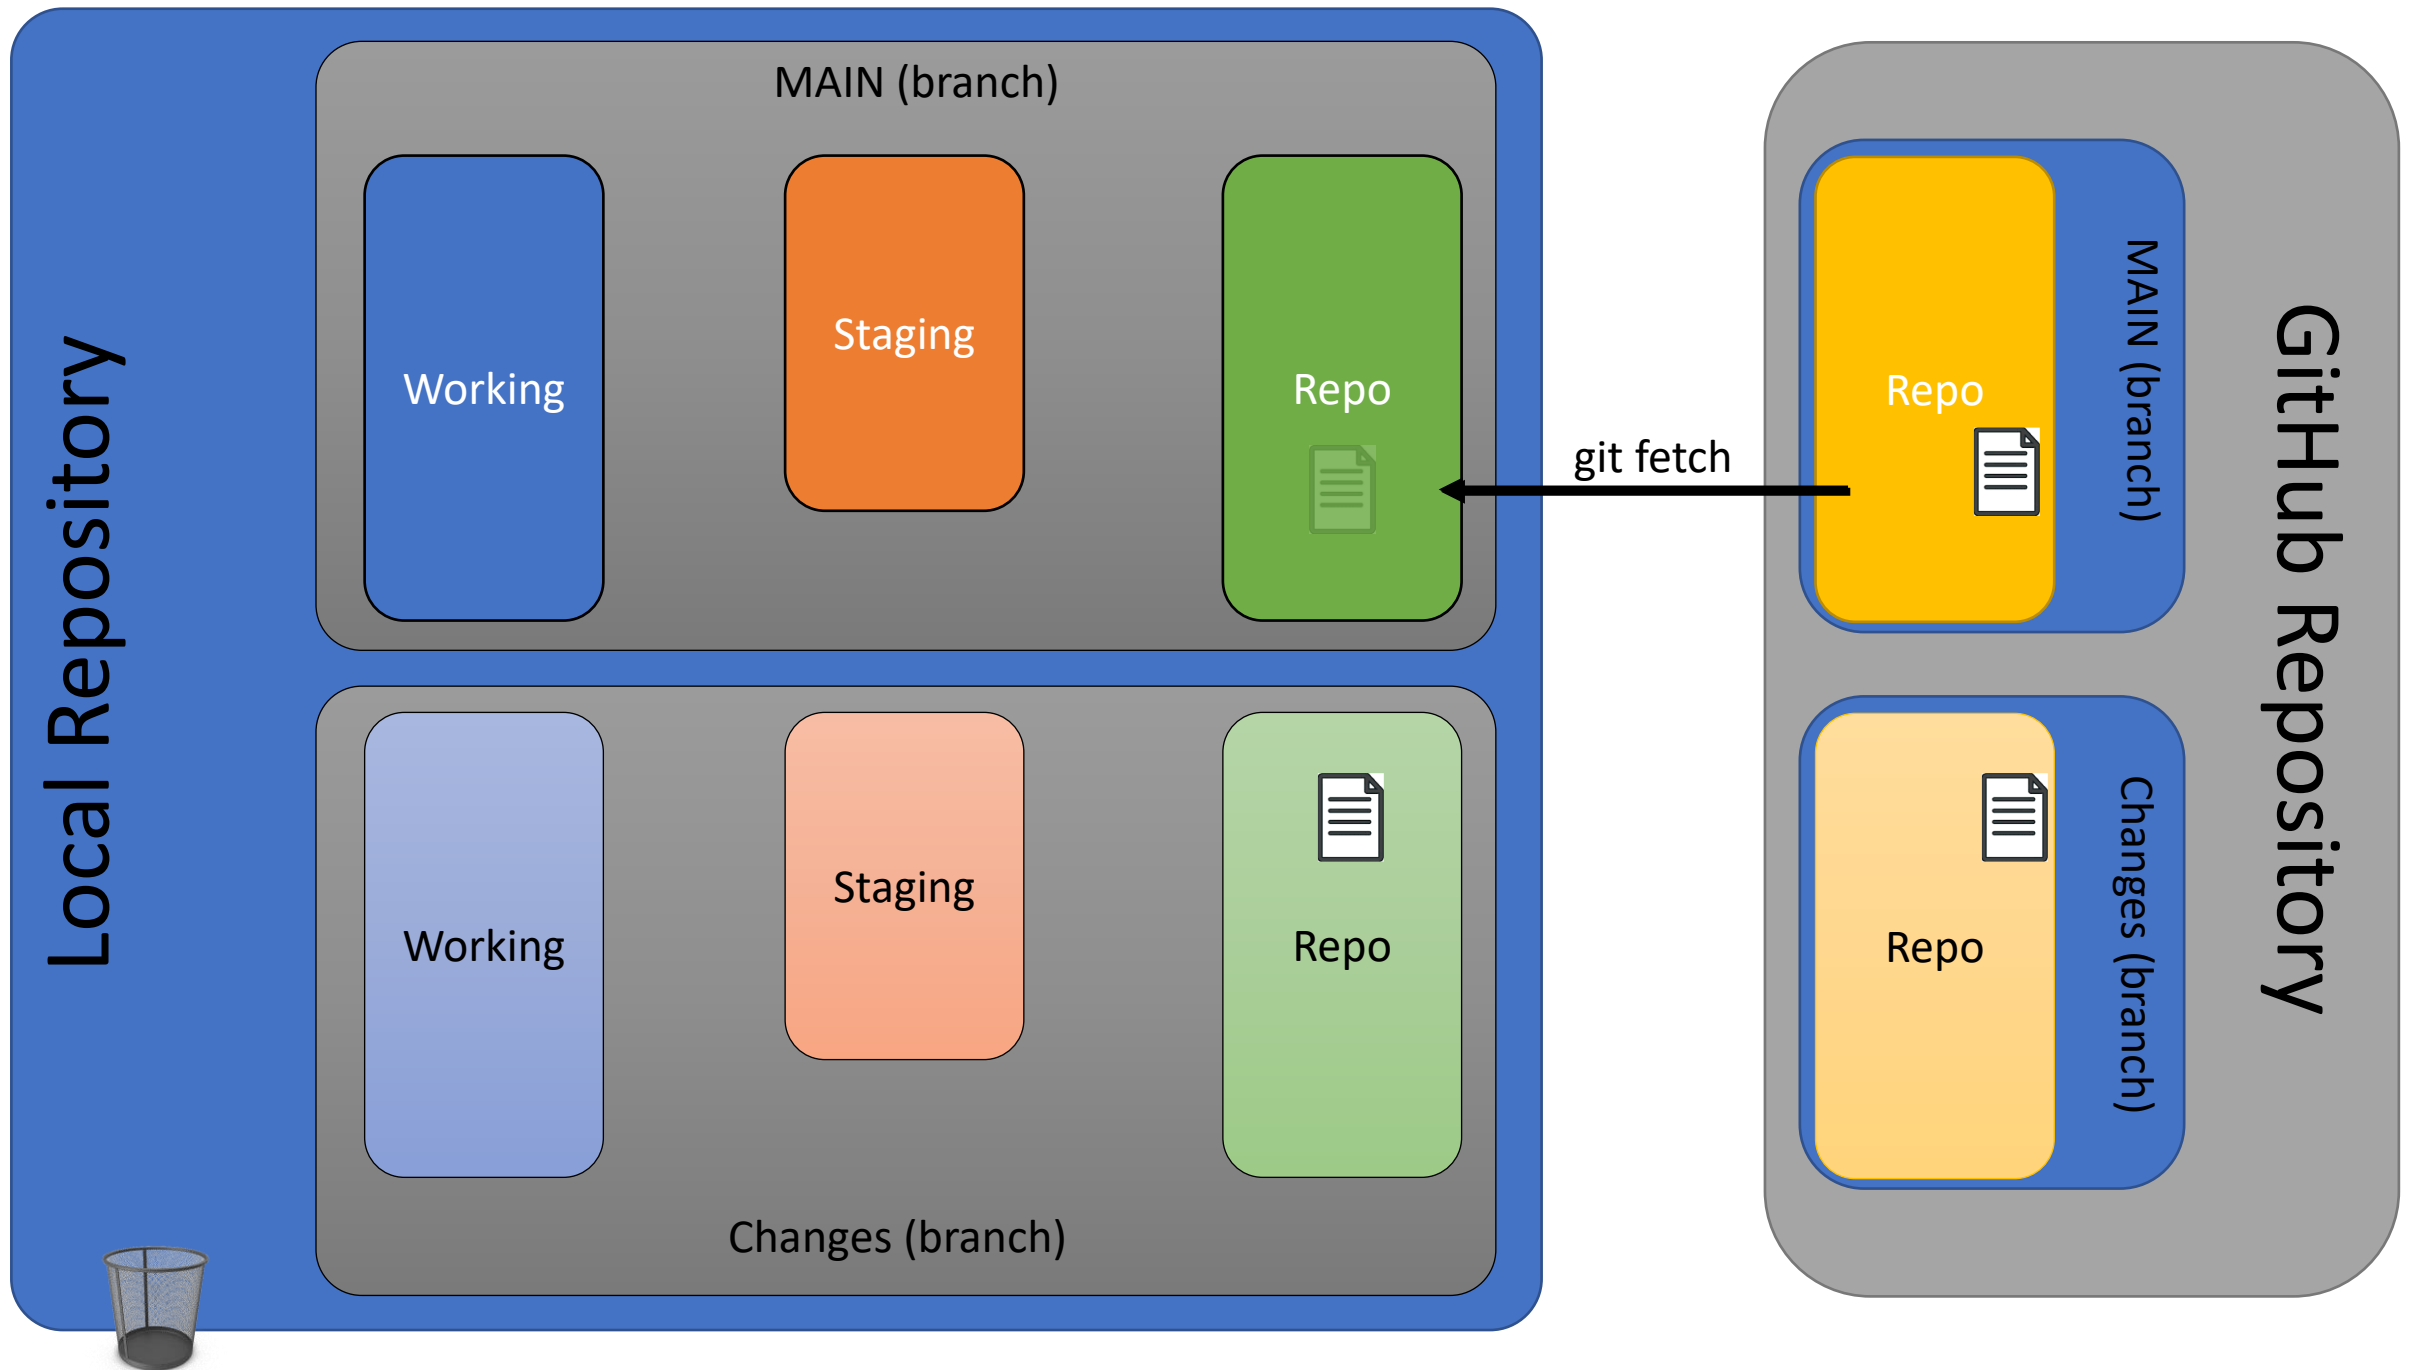 Local Repository
MAIN (branch)
Working
Staging
Repo
git fetch
Repo
MAIN (branch)
GitHub Repository
Working
Staging
Repo
Changes (branch)
Repo
Changes (branch)